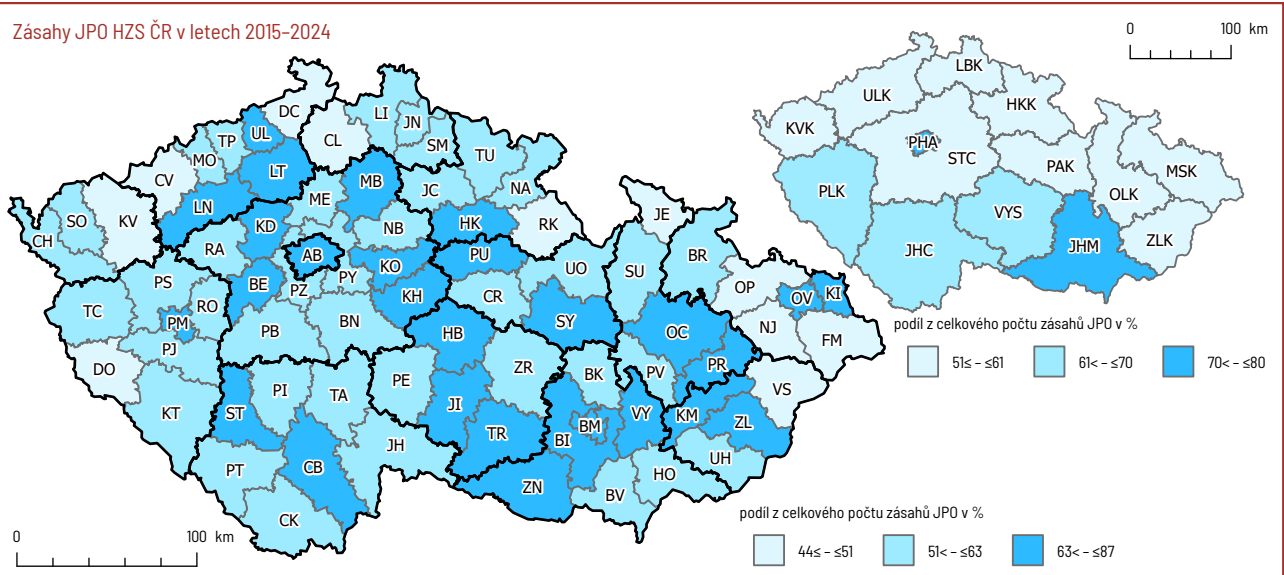 Zásahy JPO HZS ČR v letech 2015–2024
0 100 km
LBK
ULK
HKK
KVK
PHA
STC
PAK
MSK
OLK
PLK
VYS
ZLK
JHM
JHC
podíl z celkového počtu zásahů JPO v %
51≤ – ≤61 61< – ≤70 70< – ≤80
DC
LI
JN
UL
TP
CL
SM
TU
MO
LT
CV
MB
JC
NA
ME
LN
JE
SO
KV
HK
RK
KD
NB
CH
RA
AB
PU
BR
KO
UO
SU
PS
BE
PZ
PY
OP
RO
KH
CR
OV
KI
TC
PM
SY
BN
PB
HB
OC
NJ
FM
PJ
DO
ZR
PR
BK
PV
PE
VS
PI
TA
KT
ST
JI
VY
KM
ZL
BM
TR
BI
JH
UH
PT
CB
HO
ZN
BV
CK
podíl z celkového počtu zásahů JPO v %
0 100 km
44≤ – ≤51 51< – ≤63 63< – ≤87